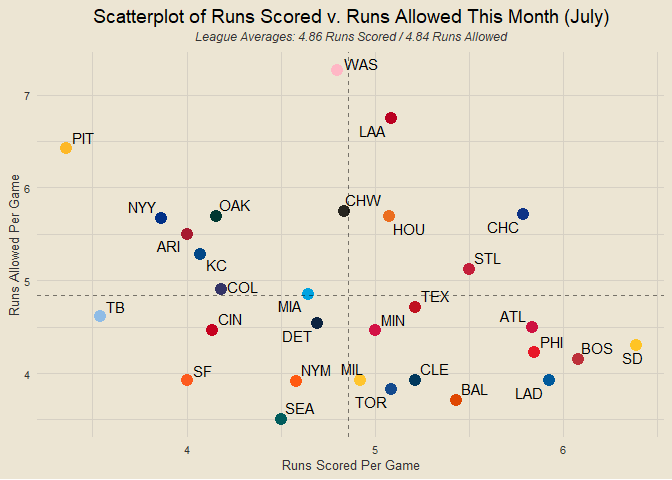 Scatterplot of Runs Scored v. Runs Allowed This Month (July)
League Averages: 4.86 Runs Scored / 4.84 Runs Allowed
WAS
7
LAA
PIT
6
NYY
OAK
CHW
HOU
CHC
ARI
KC
STL
COL
5
TB
MIA
TEX
CIN
DET
MIN
ATL
PHI
BOS
SD
4
SF
NYM
MIL
CLE
TOR
BAL
LAD
SEA
Runs Allowed Per Game
4
5
6
Runs Scored Per Game